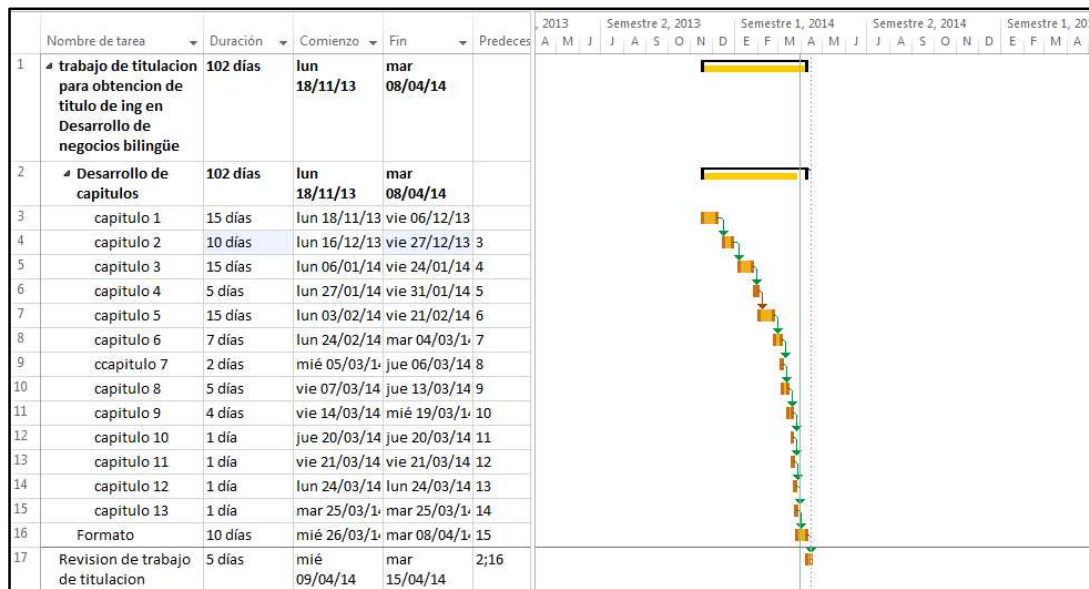 , 2013 Semestre 2, 2013 Semestre 1, 2014 Semestre 2, 2014 Semestre 1, 20
Nombre de tarea Duración Comienzo Fin Predeces A M J J A S O N D E F M A M J J A S O N D E F M A
1 trabajo de titulacion 102 días lun mar
para obtencion de 18/11/13 08/04/14
titulo de ing en
Desarrollo de
negocios bilingüe
2 Desarrollo de 102 días lun mar
capitulos 18/11/13 08/04/14
3 capitulo 1 15 días lun 18/11/13 vie 06/12/13
4 capitulo 2 10 días lun 16/12/13 vie 27/12/13 3
5 capitulo 3 15 días lun 06/01/14 vie 24/01/14 4
6 capitulo 4 5 días lun 27/01/14 vie 31/01/14 5
7 capitulo 5 15 días lun 03/02/14 vie 21/02/14 6
8 capitulo 6 7 días lun 24/02/14 mar 04/03/14 7
9 ccapitulo 7 2 días mié 05/03/14 jue 06/03/14 8
10 capitulo 8 5 días vie 07/03/14 jue 13/03/14 9
11 capitulo 9 4 días vie 14/03/14 mié 19/03/14 10
12 capitulo 10 1 día jue 20/03/14 jue 20/03/14 11
13 capitulo 11 1 día vie 21/03/14 vie 21/03/14 12
14 capitulo 12 1 día lun 24/03/14 lun 24/03/14 13
15 capitulo 13 1 día mar 25/03/14 mar 25/03/14 14
16 Formato 10 días mié 26/03/14 mar 08/04/14 15
17 Revision de trabajo 5 días mié mar 2;16
de titulacion 09/04/14 15/04/14